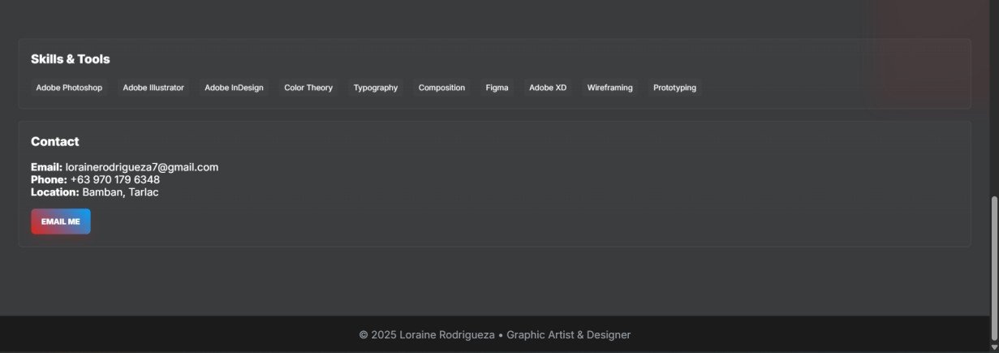 Skills & Tools
Adobe Photoshop Adobe Illustrator Adobe InDesign Color Theory Typography Composition Figma Adobe XD Wireframing Prototyping
Contact
Email: lorainerodrigueza7@gmail.com
Phone: +63 970 179 6348
Location: Bamban, Tarlac
EMAIL ME
© 2025 Loraine Rodrigueza • Graphic Artist & Designer